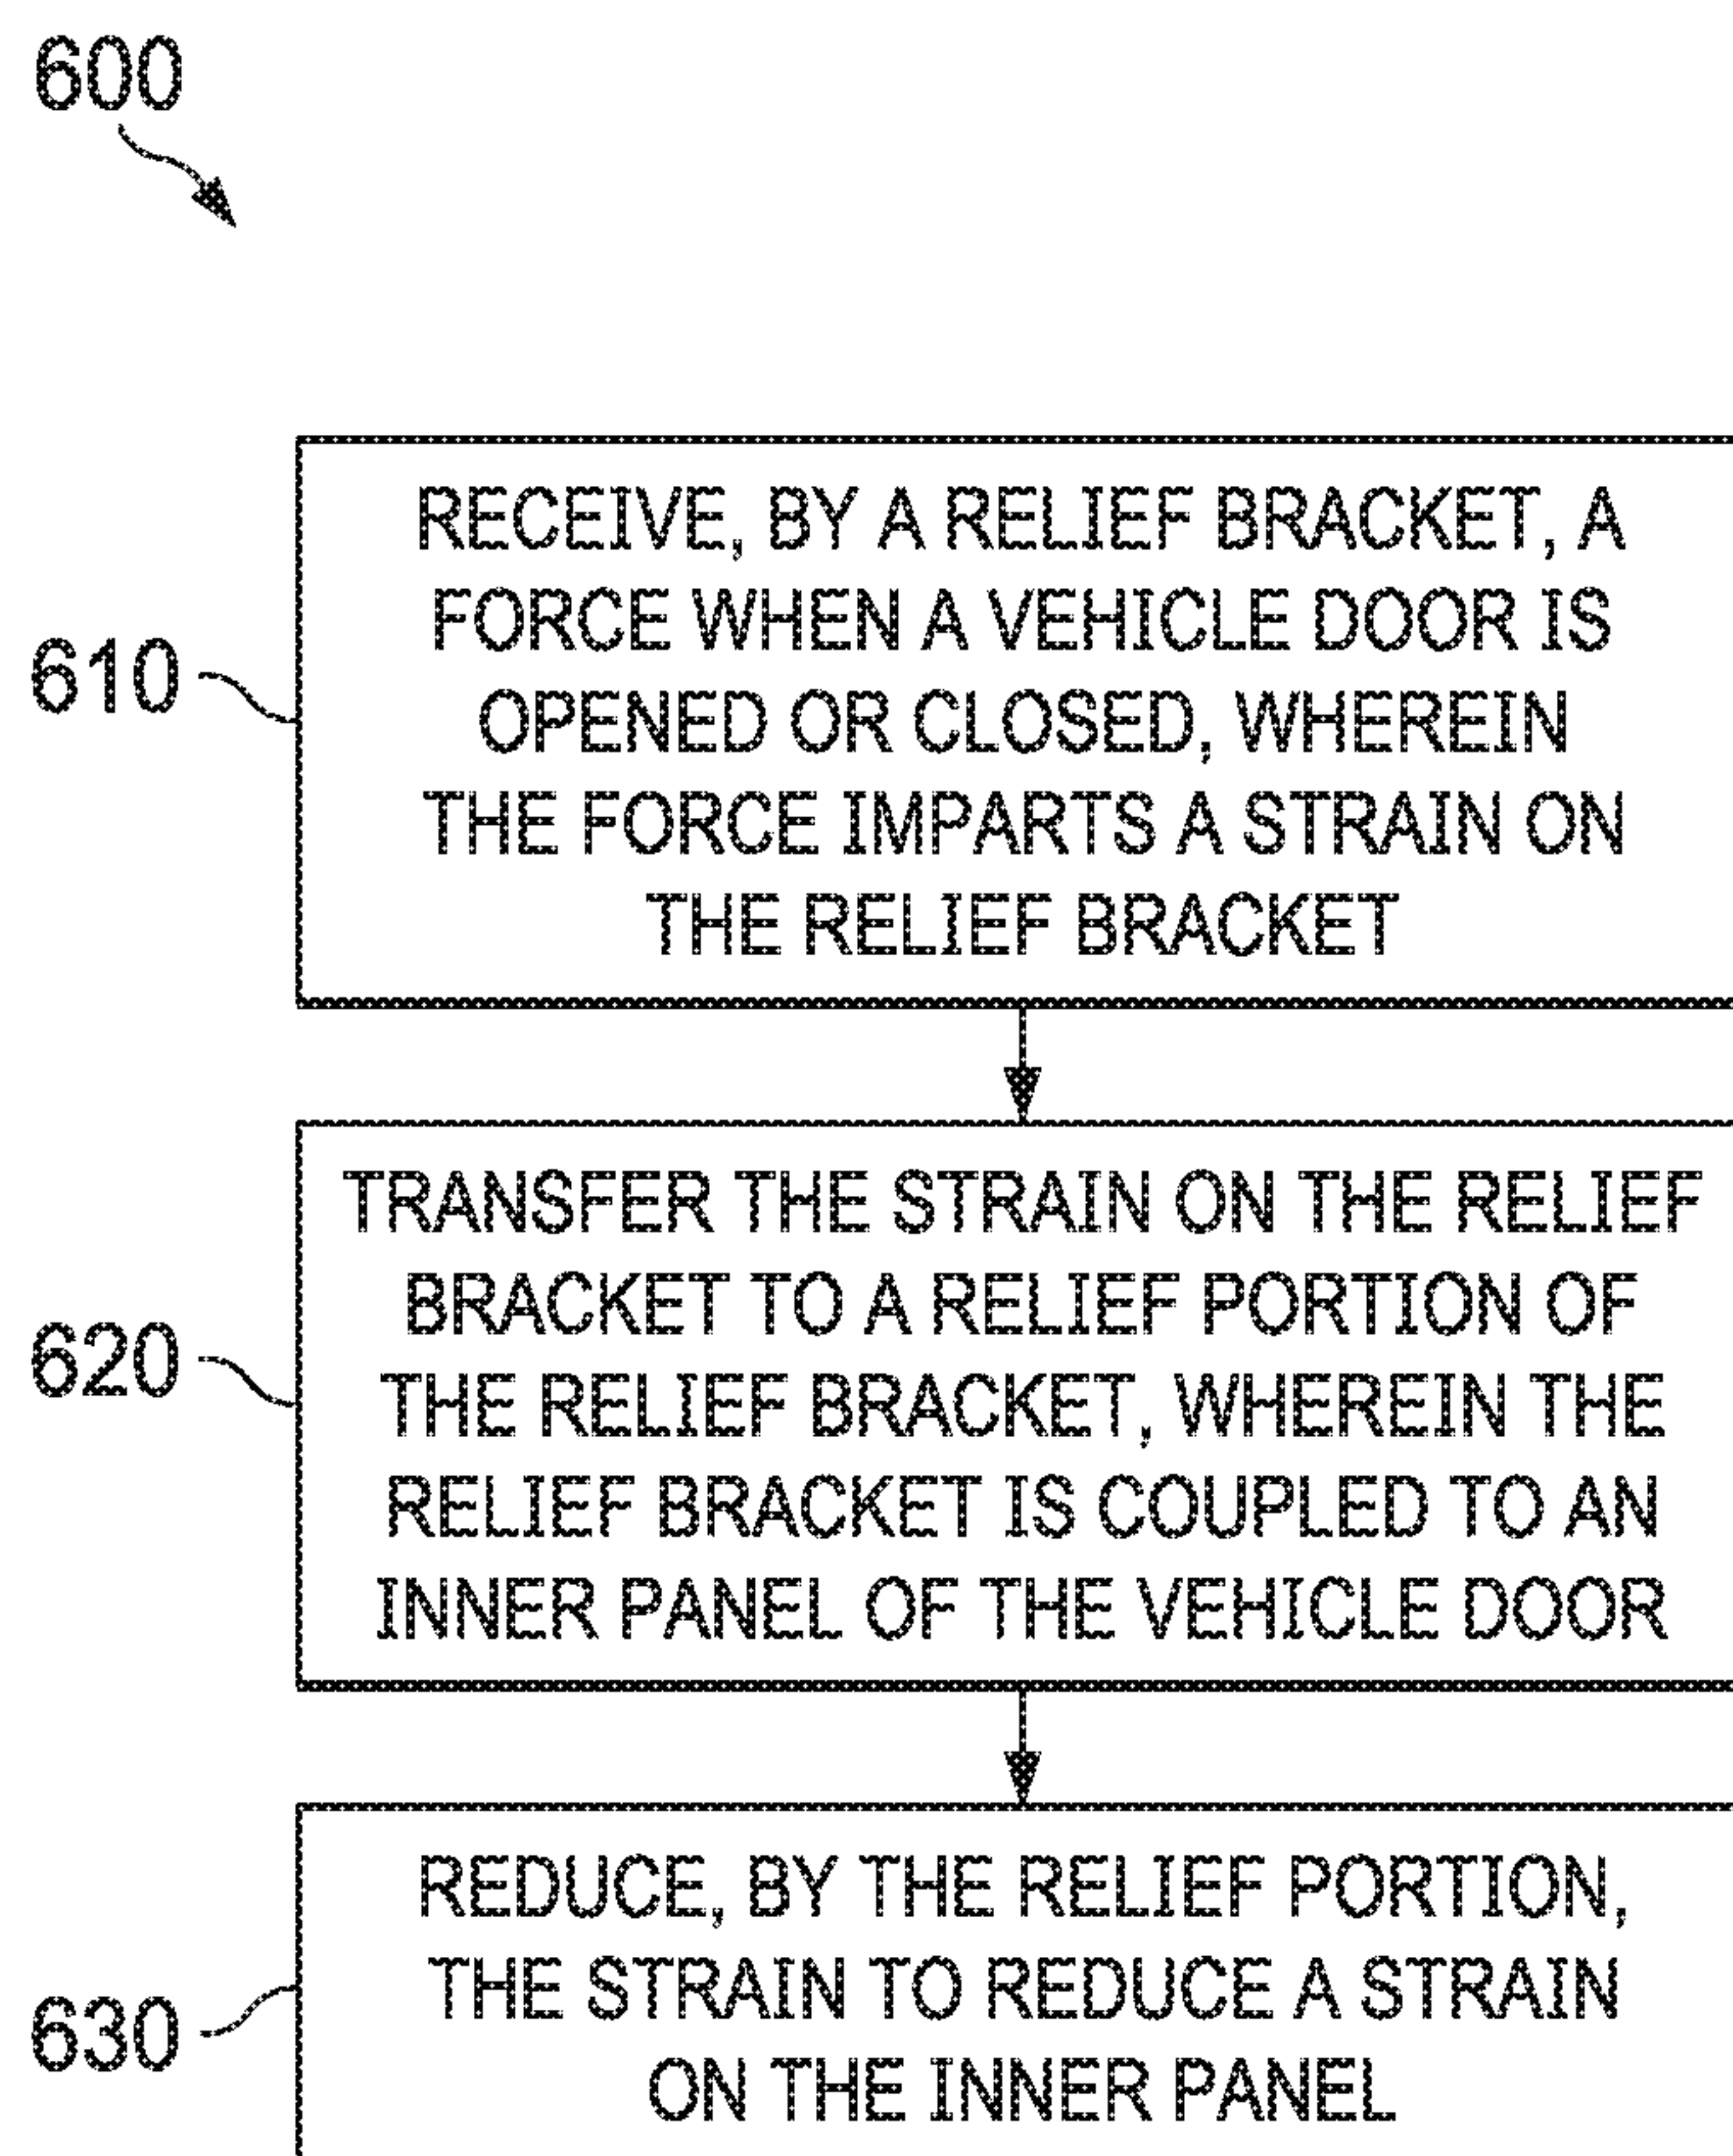 600
610
RECEIVE, BY A RELIEF BRACKET, A
FORCE WHEN A VEHICLE DOOR IS
OPENED OR CLOSED, WHEREIN
THE FORCE IMPARTS A STRAIN ON
THE RELIEF BRACKET
620
TRANSFER THE STRAIN ON THE RELIEF
BRACKET TO A RELIEF PORTION OF
THE RELIEF BRACKET, WHEREIN THE
RELIEF BRACKET IS COUPLED TO AN
INNER PANEL OF THE VEHICLE DOOR
630
REDUCE, BY THE RELIEF PORTION,
THE STRAIN TO REDUCE A STRAIN
ON THE INNER PANEL